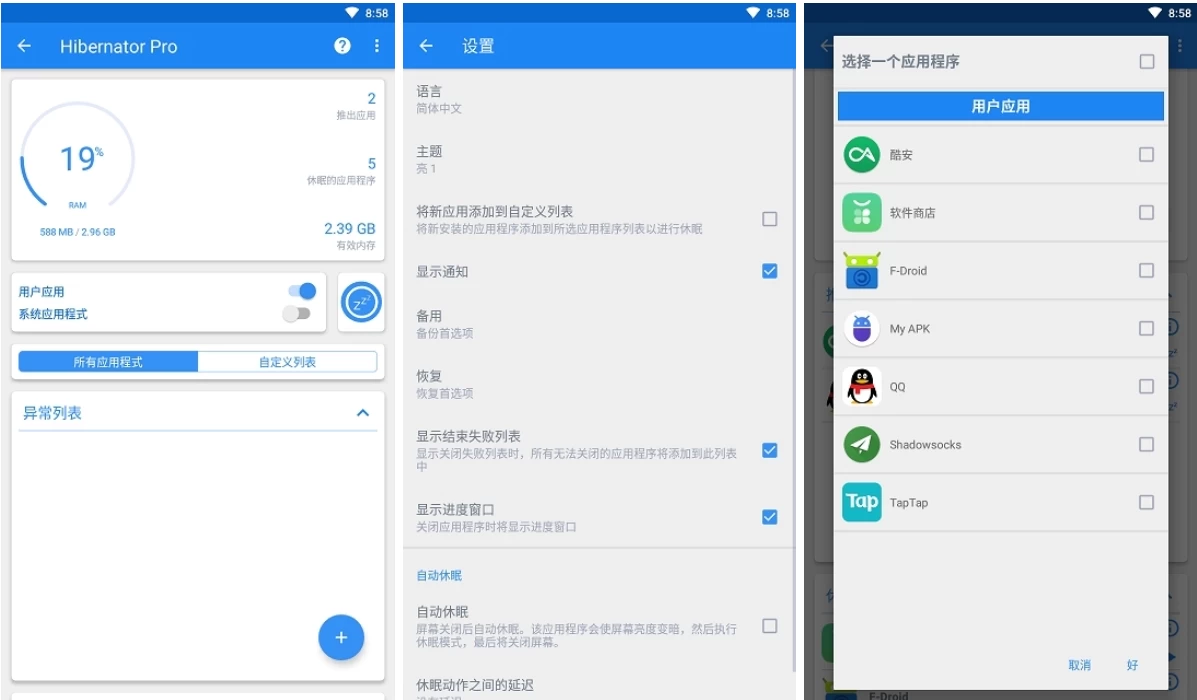 8:58
Hibernator Pro
?
2
推出应用
19%
5
休眠的应用程序
RAM
588 MB / 2.96 GB
2.39 GB
有效内存
用户应用
系统应用程式
zzz
所有应用程式
自定义列表
异常列表
+
8:58
设置
语言
简体中文
主题
亮 1
将新应用添加到自定义列表
将新安装的应用程序添加到所选应用程序列表以进行休眠
显示通知
备用
备份首选项
恢复
恢复首选项
显示结束失败列表
显示关闭失败列表时，所有无法关闭的应用程序将添加到此列表
中
显示进度窗口
关闭应用程序时将显示进度窗口
自动休眠
自动休眠
屏幕关闭后自动休眠。该应用程序会使屏幕亮度变暗，然后执行
休眠模式，最后将关闭屏幕。
休眠动作之间的延迟
8:58
选择一个应用程序
用户应用
酷安
软件商店
F-Droid
My APK
QQ
Shadowsocks
Tap
TapTap
取消
好
F-Droid